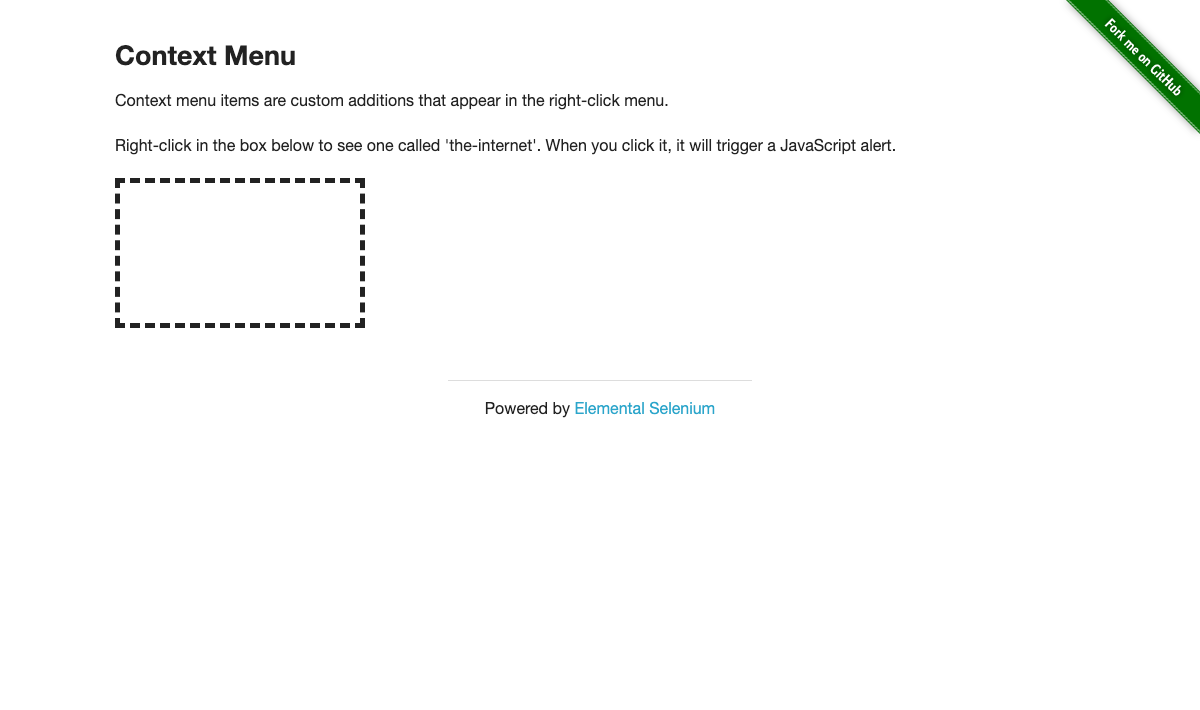 Fork me on GitHub
Context Menu
Context menu items are custom additions that appear in the right-click menu.
Right-click in the box below to see one called 'the-internet'. When you click it, it will trigger a JavaScript alert.
Powered by Elemental Selenium